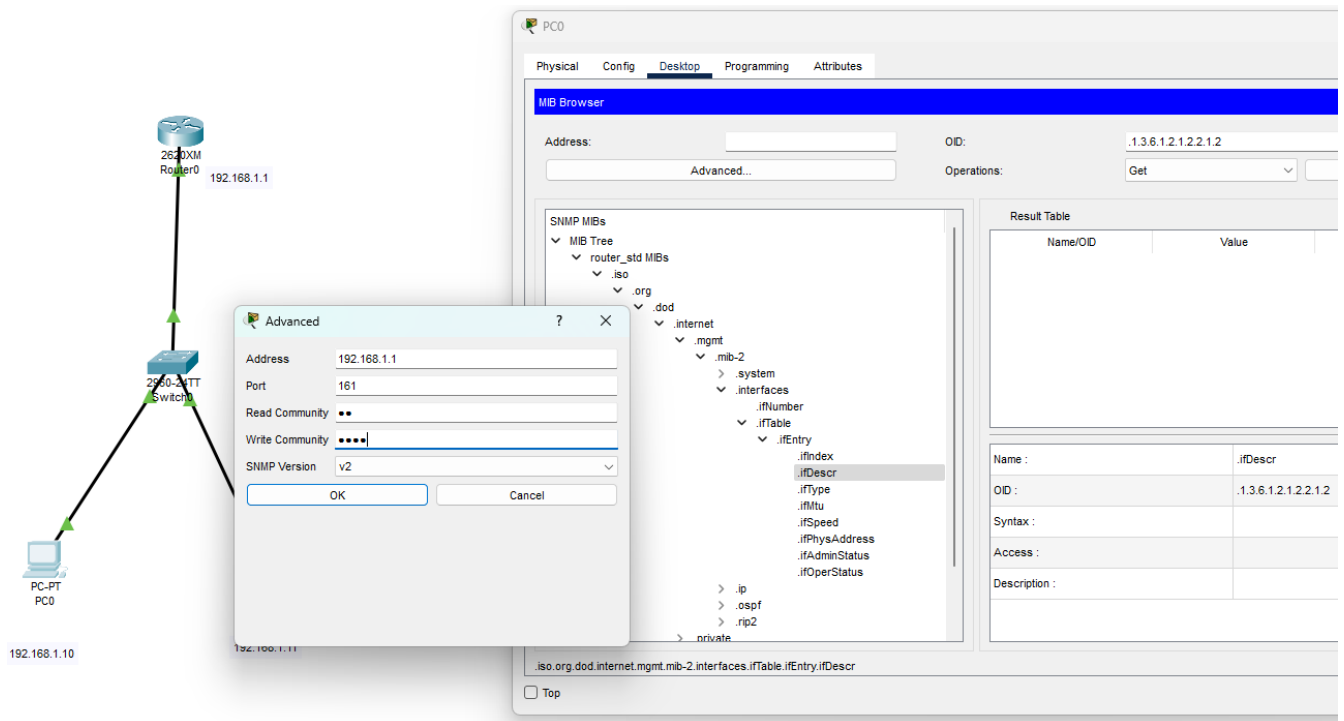 2620XM
Router0
192.168.1.1
2960-24TT
Switch0
PC-PT
PC0
192.168.1.10
192.168.1.11
PC0
Physical Config Desktop Programming Attributes
MIB Browser
Address: OID: .1.3.6.1.2.1.2.2.1.2
Advanced... Operations: Get
SNMP MIBs
MIB Tree
router_std MIBs
.iso
.org
.dod
.internet
.mgmt
.mib-2
.system
.interfaces
.ifNumber
.ifTable
.ifEntry
.ifIndex
.ifDescr
.ifType
.ifMtu
.ifSpeed
.ifPhysAddress
.ifAdminStatus
.ifOperStatus
.ip
.ospf
.rip2
private
Result Table
Name/OID Value
Name : .ifDescr
OID : .1.3.6.1.2.1.2.2.1.2
Syntax :
Access :
Description :
.iso.org.dod.internet.mgmt.mib-2.interfaces.ifTable.ifEntry.ifDescr
Top
Advanced ?
Address 192.168.1.1
Port 161
Read Community ••
Write Community ••••
SNMP Version v2
OK Cancel